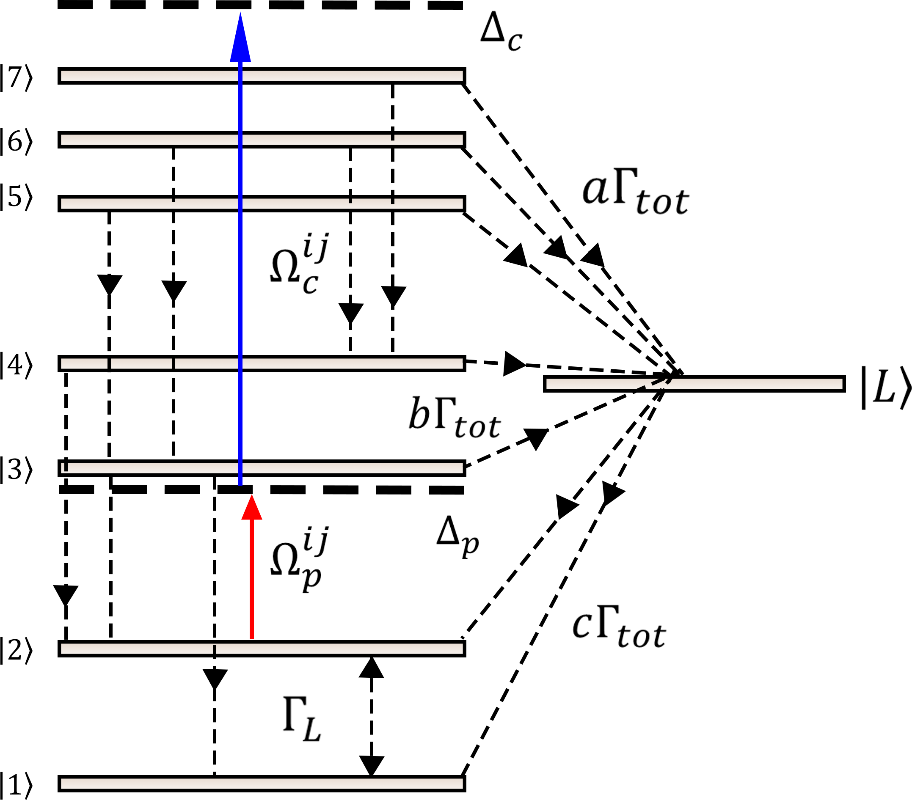 Δ_c
|7⟩
|6⟩
|5⟩
aΓ_tot
Ω_c^ij
|4⟩
|L⟩
bΓ_tot
|3⟩
Δ_p
Ω_p^ij
cΓ_tot
|2⟩
Γ_L
|1⟩